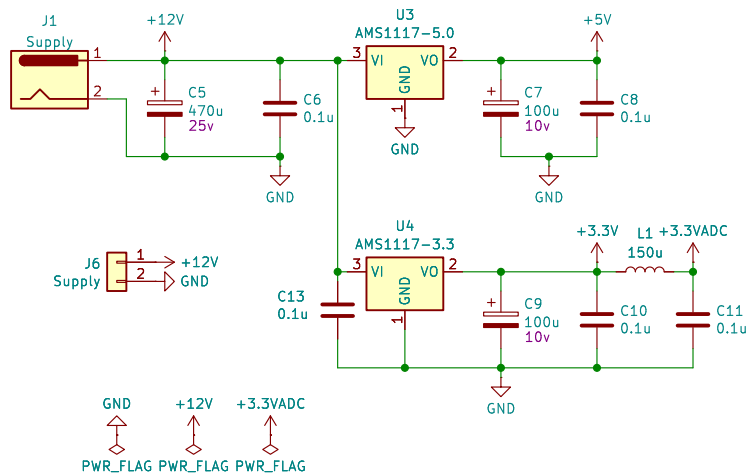 J1
Supply
1
2
+12V
C5
470u
25v
C6
0.1u
GND
U3
AMS1117-5.0
3
VI
VO
2
GND
1
GND
+5V
C7
100u
10v
C8
0.1u
GND
J6
Supply
1
2
+12V
GND
U4
AMS1117-3.3
3
VI
VO
2
GND
1
C13
0.1u
+3.3V
L1
150u
+3.3VADC
C9
100u
10v
C10
0.1u
C11
0.1u
GND
GND
+12V
+3.3VADC
PWR_FLAG
PWR_FLAG
PWR_FLAG